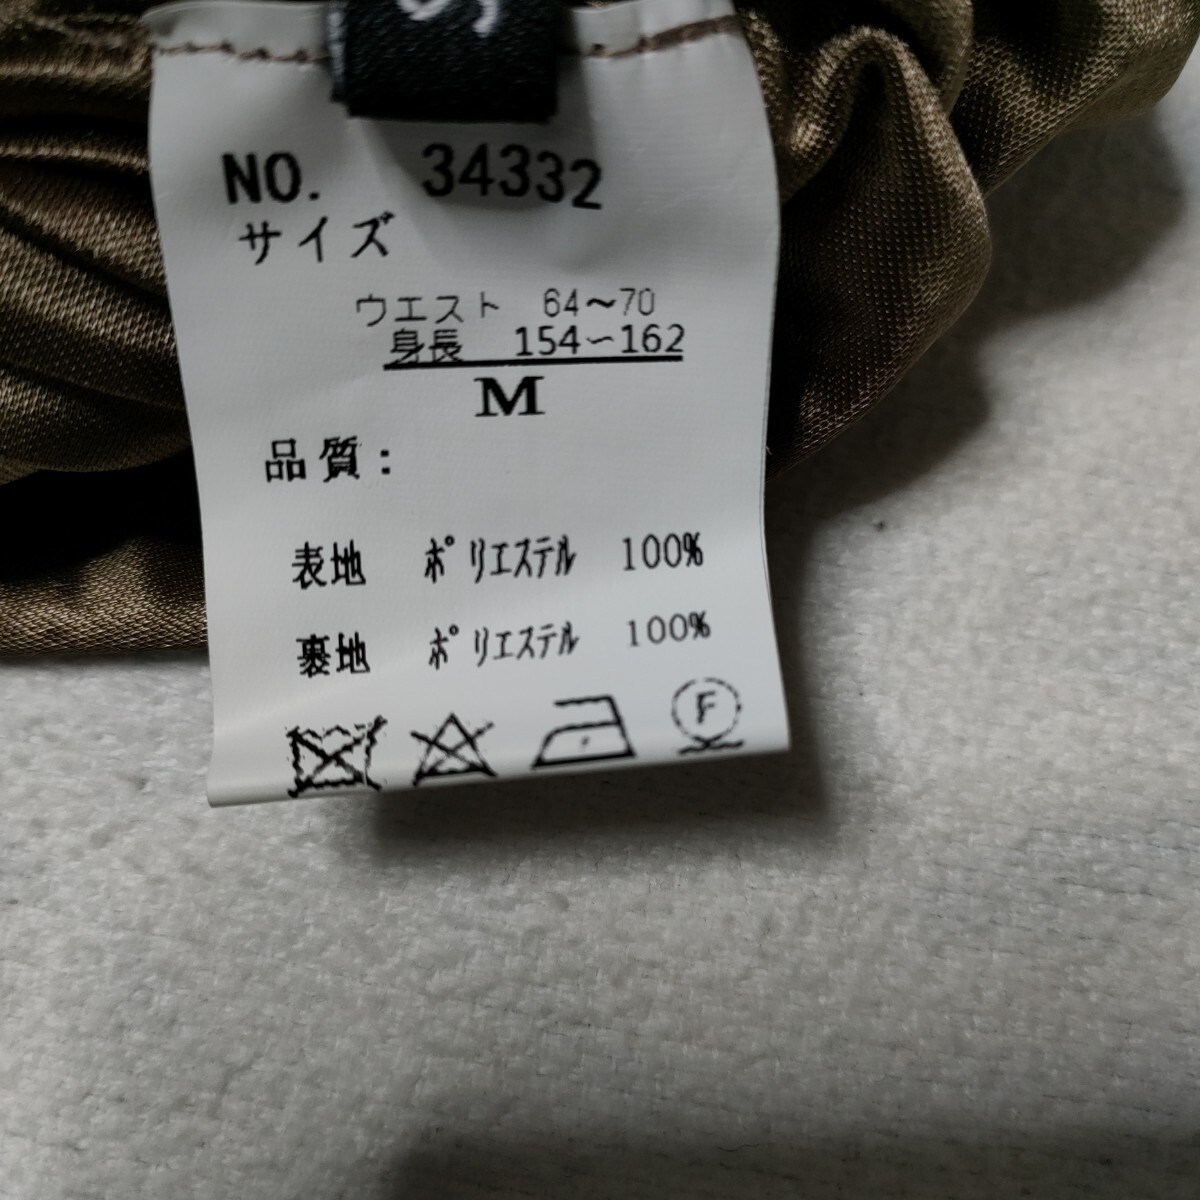 NO. 34332
サイズ
ウエスト 64～70
身長 154～162
M
品質:
表地 ポリエステル 100%
裏地 ポリエステル 100%
F